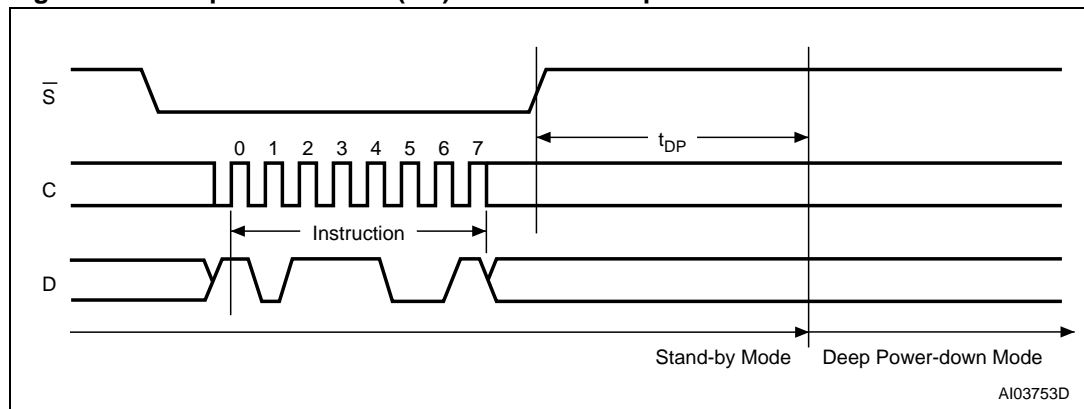 S
0 1 2 3 4 5 6 7
tDP
C
Instruction
D
Stand-by Mode Deep Power-down Mode
AI03753D